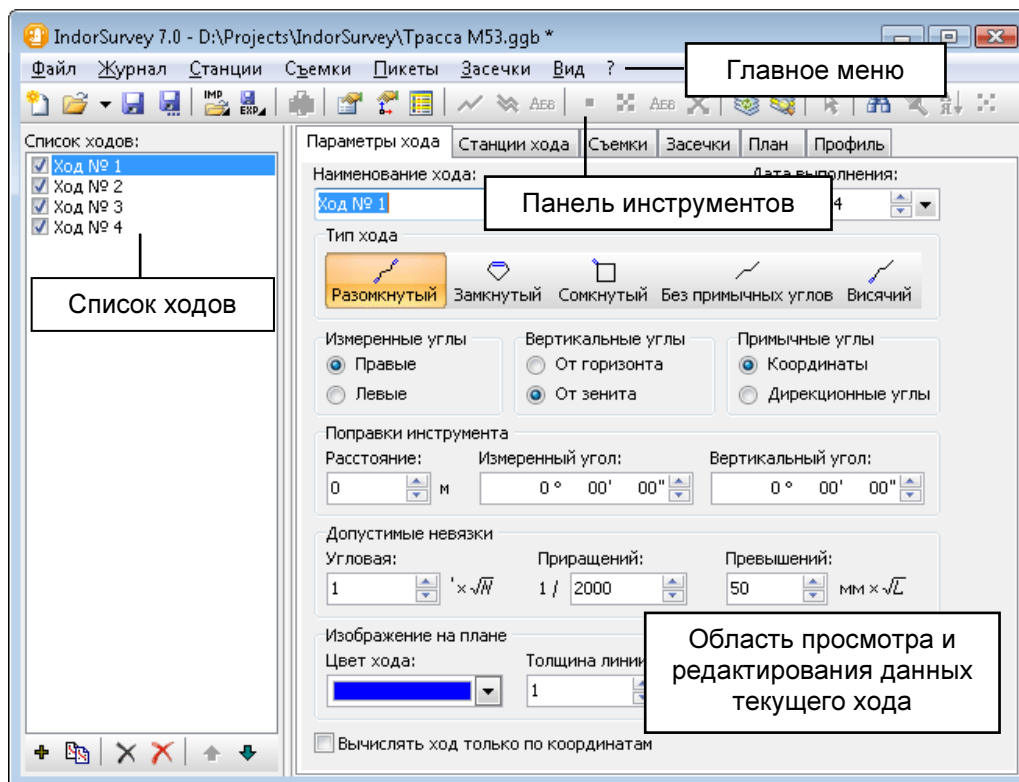 IndorSurvey 7.0 - D:\Projects\IndorSurvey\Трасса М53.ggb *
Файл Журнал Станции Съемки Пикеты Засечки Вид ?
Главное меню
IMP EXP АБВ АБВ
Список ходов:
Ход № 1
Ход № 2
Ход № 3
Ход № 4
Список ходов
Параметры хода Станции хода Съемки Засечки План Профиль
Наименование хода: Дата выполнения:
Ход № 1 4
Панель инструментов
Тип хода
Разомкнутый Замкнутый Сомкнутый Без примычных углов Висячий
Измеренные углы Вертикальные углы Примычные углы
Правые От горизонта Координаты
Левые От зенита Дирекционные углы
Поправки инструмента
Расстояние: Измеренный угол: Вертикальный угол:
0 м 0 ° 00' 00" 0 ° 00' 00"
Допустимые невязки
Угловая: Приращений: Превышений:
1 '×√N 1 / 2000 50 мм×√L
Изображение на плане
Цвет хода: Толщина линии
1
Область просмотра и
редактирования данных
текущего хода
Вычислять ход только по координатам